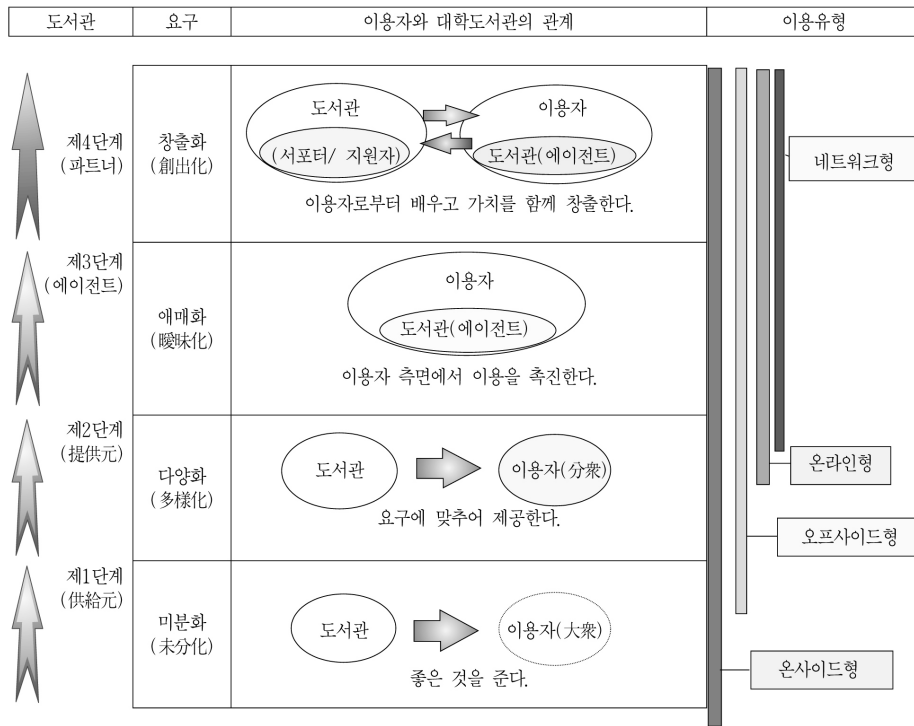 도서관 요구 이용자와 대학도서관의 관계 이용유형
제4단계
(파트너)
창출화
(創出化)
도서관
(서포터/ 지원자)
이용자
도서관(에이전트)
이용자로부터 배우고 가치를 함께 창출한다.
네트워크형
제3단계
(에이전트)
애매화
(曖昧化)
이용자
도서관(에이전트)
이용자 측면에서 이용을 촉진한다.
제2단계
(提供元)
다양화
(多樣化)
도서관
이용자(分衆)
요구에 맞추어 제공한다.
온라인형
오프사이드형
제1단계
(供給元)
미분화
(未分化)
도서관
이용자(大衆)
좋은 것을 준다.
온사이드형